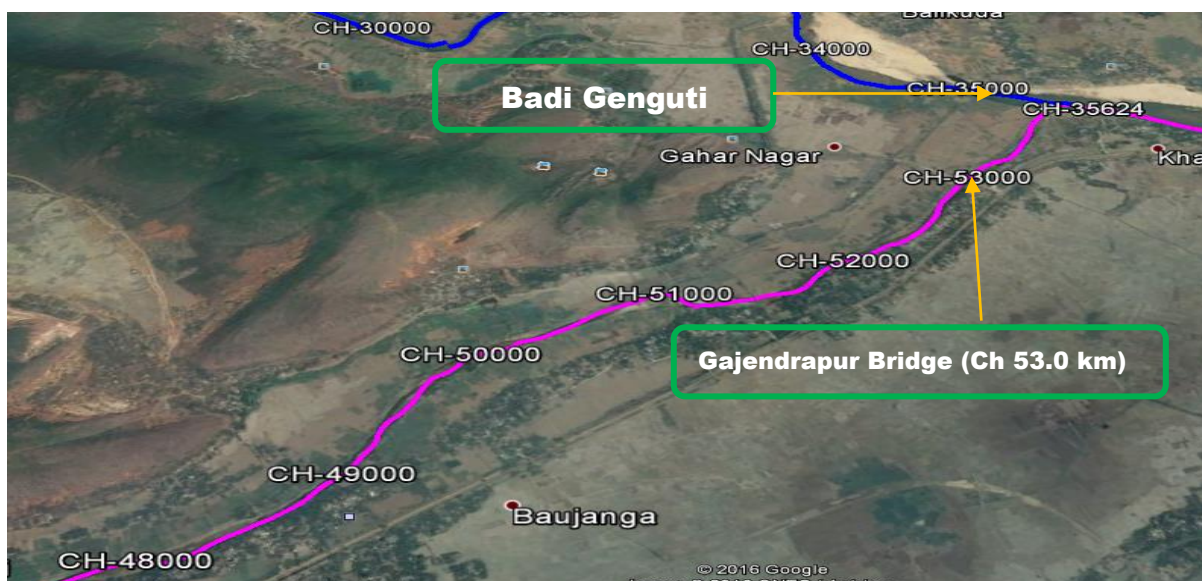 Balikuda
CH-30000
CH-34000
Badi Genguti
CH-35000
CH-35624
Gahar Nagar
Kha
CH-53000
CH-52000
CH-51000
CH-50000
Gajendrapur Bridge (Ch 53.0 km)
CH-49000
Baujanga
CH-48000
© 2016 Google